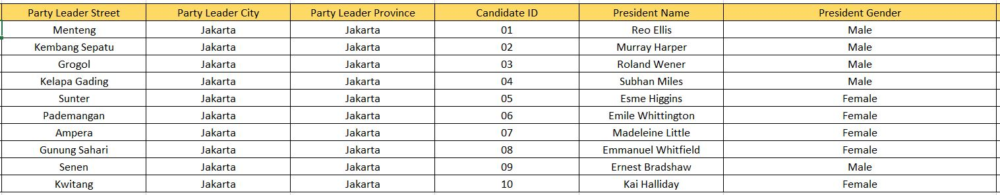 Party Leader Street Party Leader City Party Leader Province Candidate ID President Name President Gender
Menteng Jakarta Jakarta 01 Reo Ellis Male
Kembang Sepatu Jakarta Jakarta 02 Murray Harper Male
Grogol Jakarta Jakarta 03 Roland Wener Male
Kelapa Gading Jakarta Jakarta 04 Subhan Miles Male
Sunter Jakarta Jakarta 05 Esme Higgins Female
Pademangan Jakarta Jakarta 06 Emile Whittington Female
Ampera Jakarta Jakarta 07 Madeleine Little Female
Gunung Sahari Jakarta Jakarta 08 Emmanuel Whitfield Female
Senen Jakarta Jakarta 09 Ernest Bradshaw Male
Kwitang Jakarta Jakarta 10 Kai Halliday Female